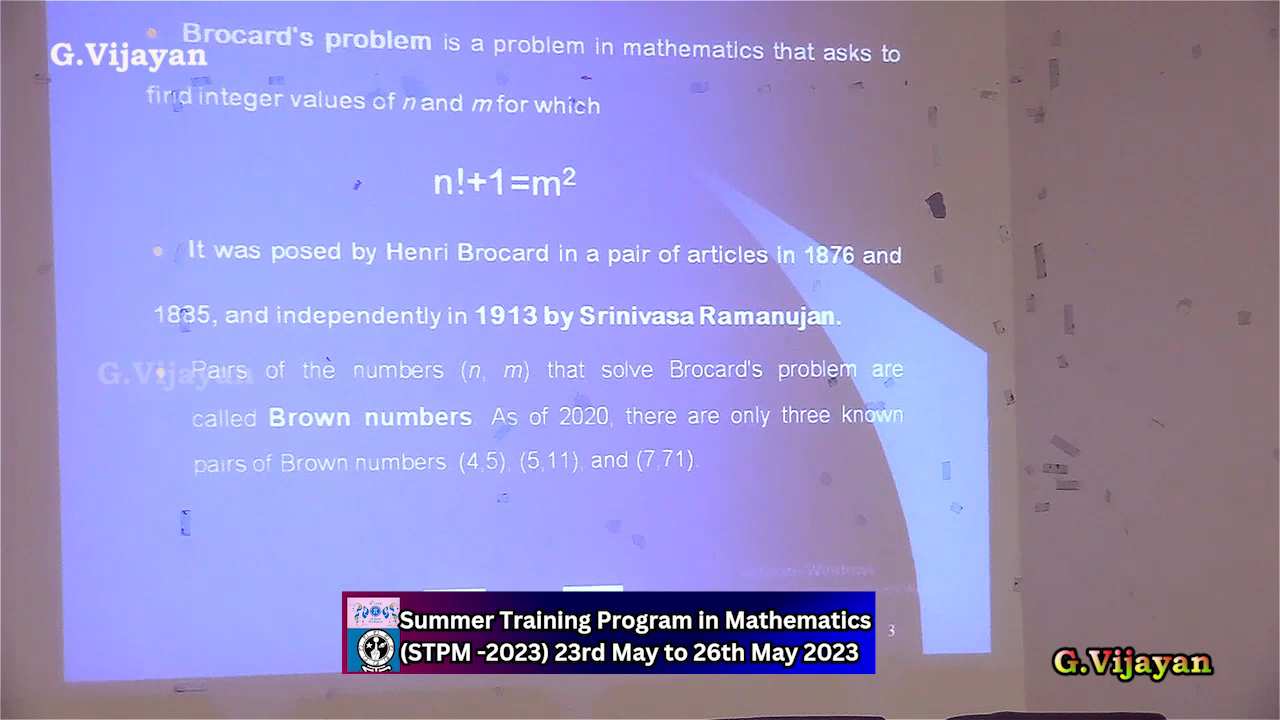 G.Vijayan
• Brocard's problem is a problem in mathematics that asks to
find integer values of n and m for which
n!+1=m²
• It was posed by Henri Brocard in a pair of articles in 1876 and
1885, and independently in 1913 by Srinivasa Ramanujan.
G.Vijayan
• Pairs of the numbers (n, m) that solve Brocard's problem are
called Brown numbers. As of 2020, there are only three known
pairs of Brown numbers (4,5), (5,11), and (7,71).
Windows
3
Summer Training Program in Mathematics
(STPM -2023) 23rd May to 26th May 2023
G.Vijayan